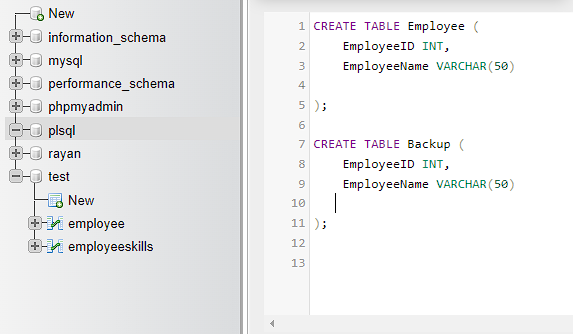 New
information_schema
mysql
performance_schema
phpmyadmin
plsql
rayan
test
New
employee
employeeskills
1 CREATE TABLE Employee (
2     EmployeeID INT,
3     EmployeeName VARCHAR(50)
4
5 );
6
7 CREATE TABLE Backup (
8     EmployeeID INT,
9     EmployeeName VARCHAR(50)
10
11 );
12
13